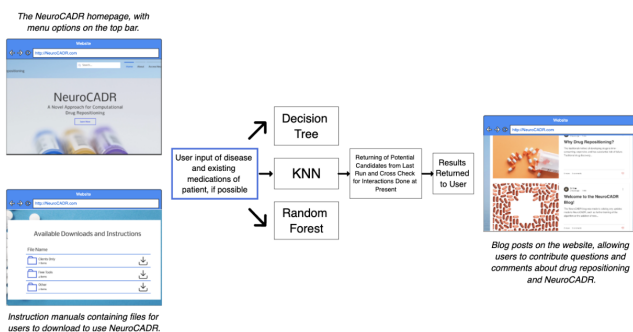 The NeuroCADR homepage, with
menu options on the top bar.
Website
http://NeuroCADR.com
NeuroCADR
A Novel Approach for Computational
Drug Repositioning
Website
http://NeuroCADR.com
Available Downloads and Instructions
File Name
Instruction manuals containing files for
users to download to use NeuroCADR.
User input of disease
and existing
medications of
patient, if possible
Decision
Tree
KNN
Random
Forest
Returning of Potential
Candidates from Last
Run and Cross Check
for Interactions Done at
Present
Results
Returned
to User
Website
http://NeuroCADR.com
Why Drug Repositioning?
Welcome to the NeuroCADR
Blog!
Blog posts on the website, allowing
users to contribute questions and
comments about drug repositioning
and NeuroCADR.